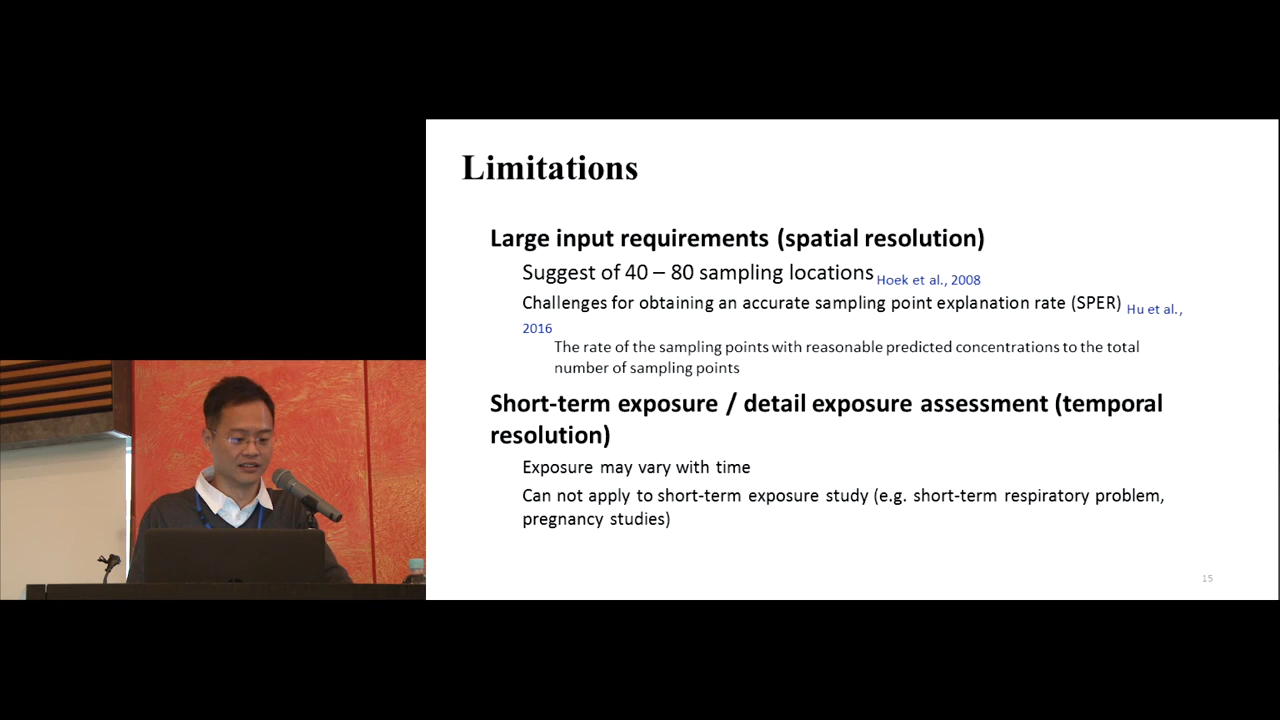 Limitations
Large input requirements (spatial resolution)
Suggest of 40 – 80 sampling locations Hoek et al., 2008
Challenges for obtaining an accurate sampling point explanation rate (SPER) Hu et al.,
2016
The rate of the sampling points with reasonable predicted concentrations to the total
number of sampling points
Short-term exposure / detail exposure assessment (temporal
resolution)
Exposure may vary with time
Can not apply to short-term exposure study (e.g. short-term respiratory problem,
pregnancy studies)
15